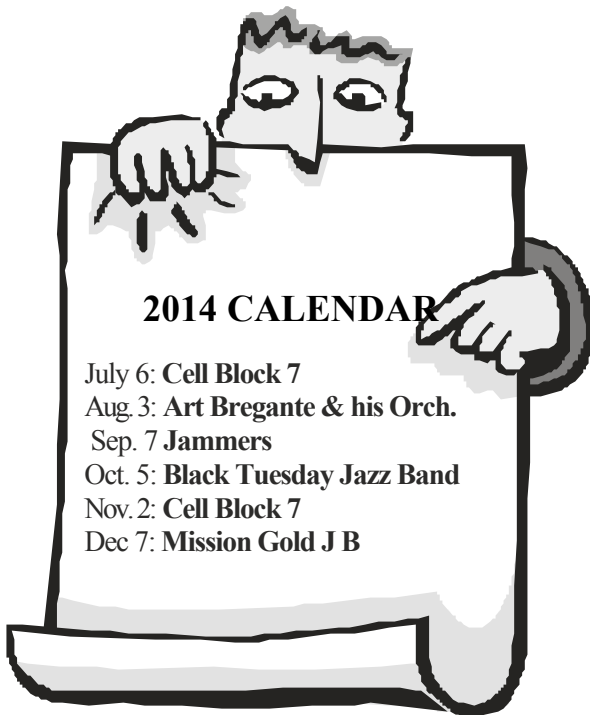 2014 CALENDAR
July 6: Cell Block 7
Aug. 3: Art Bregante & his Orch.
Sep. 7 Jammers
Oct. 5: Black Tuesday Jazz Band
Nov. 2: Cell Block 7
Dec 7: Mission Gold J B